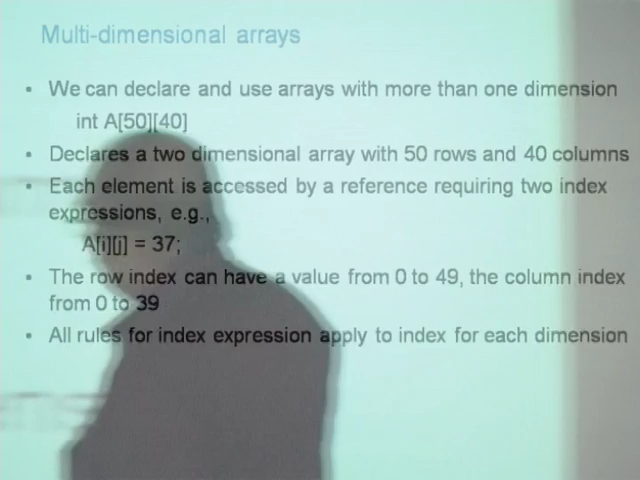 Multi-dimensional arrays
• We can declare and use arrays with more than one dimension
int A[50][40]
• Declares a two dimensional array with 50 rows and 40 columns
• Each element is accessed by a reference requiring two index
expressions, e.g.,
A[i][j] = 37;
• The row index can have a value from 0 to 49, the column index
from 0 to 39
• All rules for index expression apply to index for each dimension